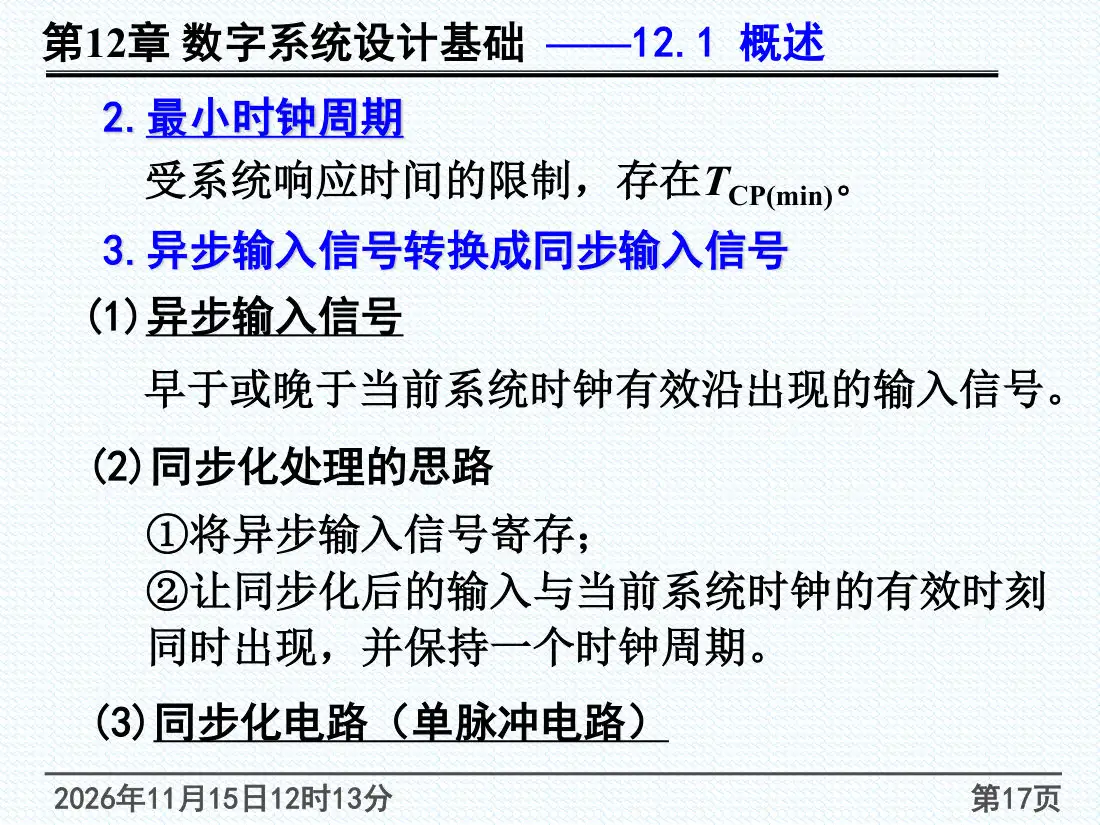 第12章 数字系统设计基础 ——12.1 概述
2.最小时钟周期
受系统响应时间的限制，存在TCP(min)。
3.异步输入信号转换成同步输入信号
(1)异步输入信号
早于或晚于当前系统时钟有效沿出现的输入信号。
(2)同步化处理的思路
①将异步输入信号寄存；
②让同步化后的输入与当前系统时钟的有效时刻
同时出现，并保持一个时钟周期。
(3)同步化电路（单脉冲电路）
2026年11月15日12时13分
第17页